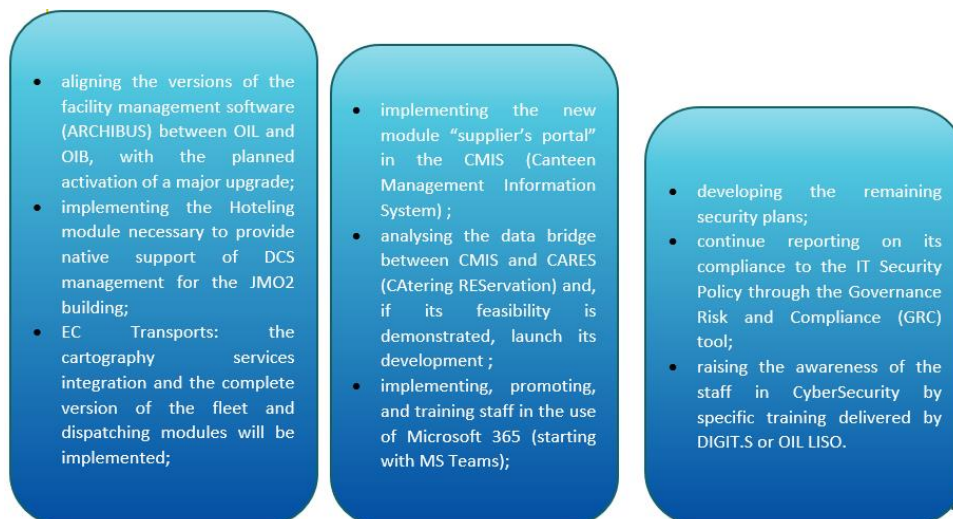 • aligning the versions of the
facility management software
(ARCHIBUS) between OIL and
OIB, with the planned
activation of a major upgrade;
• implementing the Hoteling
module necessary to provide
native support of DCS
management for the JMO2
building;
• EC Transports: the
cartography services
integration and the complete
version of the fleet and
dispatching modules will be
implemented;
• implementing the new
module “supplier’s portal”
in the CMIS (Canteen
Management Information
System) ;
• analysing the data bridge
between CMIS and CARES
(CAtering REServation) and,
if its feasibility is
demonstrated, launch its
development ;
• implementing, promoting,
and training staff in the use
of Microsoft 365 (starting
with MS Teams);
• developing the remaining
security plans;
• continue reporting on its
compliance to the IT Security
Policy through the Governance
Risk and Compliance (GRC)
tool;
• raising the awareness of the
staff in CyberSecurity by
specific training delivered by
DIGIT.S or OIL LISO.